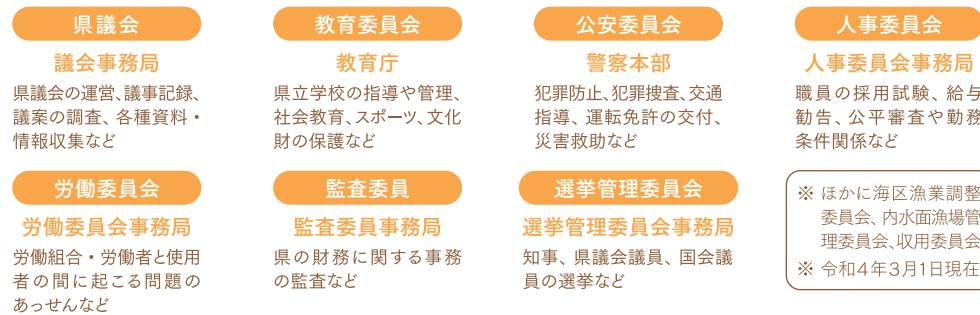 県議会
議会事務局
県議会の運営、議事記録、
議案の調査、各種資料・
情報収集など
教育委員会
教育庁
県立学校の指導や管理、
社会教育、スポーツ、文化
財の保護など
公安委員会
警察本部
犯罪防止、犯罪捜査、交通
指導、運転免許の交付、
災害救助など
人事委員会
人事委員会事務局
職員の採用試験、給与
勧告、公平審査や勤務
条件関係など
労働委員会
労働委員会事務局
労働組合・労働者と使用
者の間に起こる問題の
あっせんなど
監査委員
監査委員事務局
県の財務に関する事務
の監査など
選挙管理委員会
選挙管理委員会事務局
知事、県議会議員、国会議
員の選挙など
※ ほかに海区漁業調整
委員会、内水面漁場管
理委員会、収用委員会
※ 令和4年3月1日現在